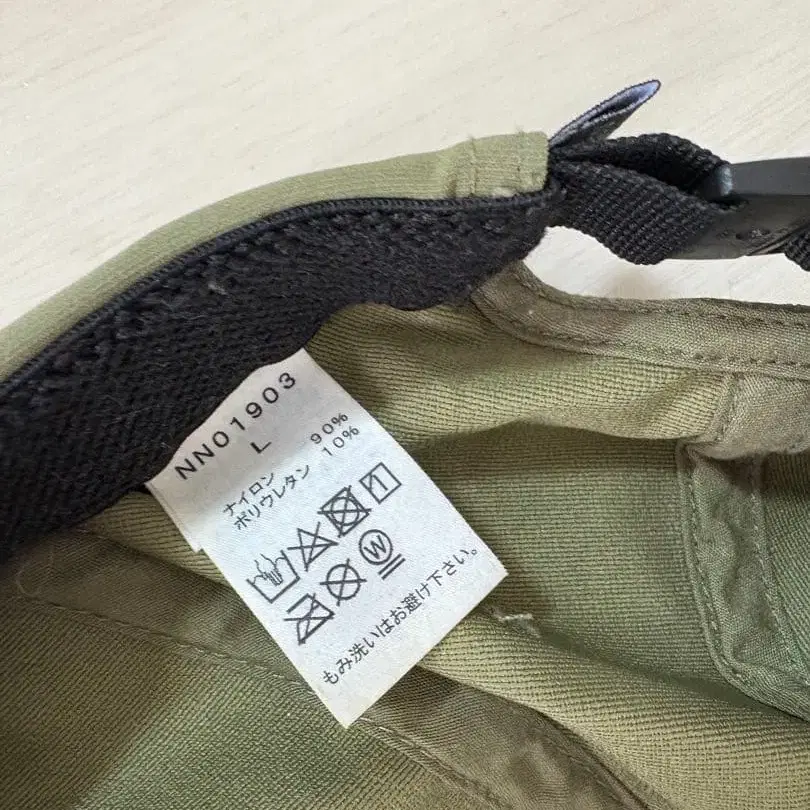 NN01903
L
ナイロン 90%
ポリウレタン 10%
W
もみ洗いはお避け下さい。